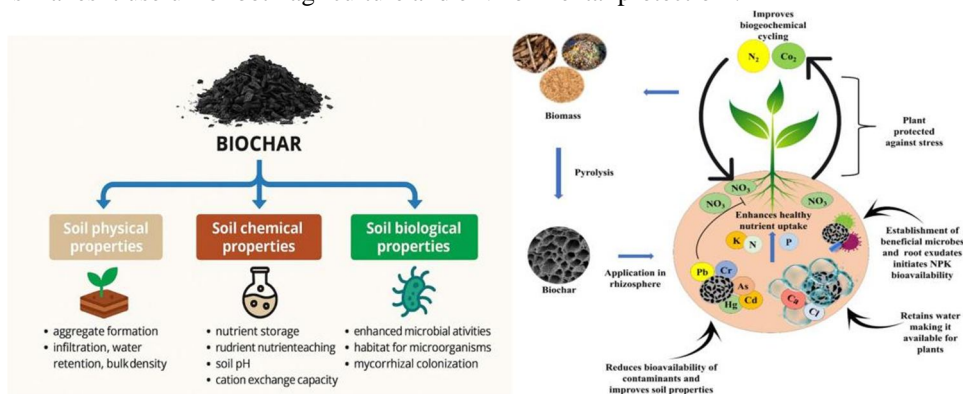 BIOCHAR
Soil physical
properties
• aggregate formation
• infiltration, water
retention, bulk density
Soil chemical
properties
• nutrient storage
• rudrient nutrienteaching
• soil pH
• cation exchange capacity
Soil biological
properties
• enhanced microbial ativities
• habitat for microorganisms
• mycorrhizal colonization
Improves
biogeochemical
cycling
N2
Co2
Biomass
Pyrolysis
Biochar
Application in
rhizosphere
Plant
protected
against stress
NO3
NO3
NO3
Enhances healthy
nutrient uptake
K
N
P
Pb
Cr
As
Hg
Cd
Ca
Cl
Establishment of
beneficial microbes
and root exudates
initiates NPK
bioavailability
Retains water
making it
available for
plants
Reduces bioavailability of
contaminants and
improves soil properties